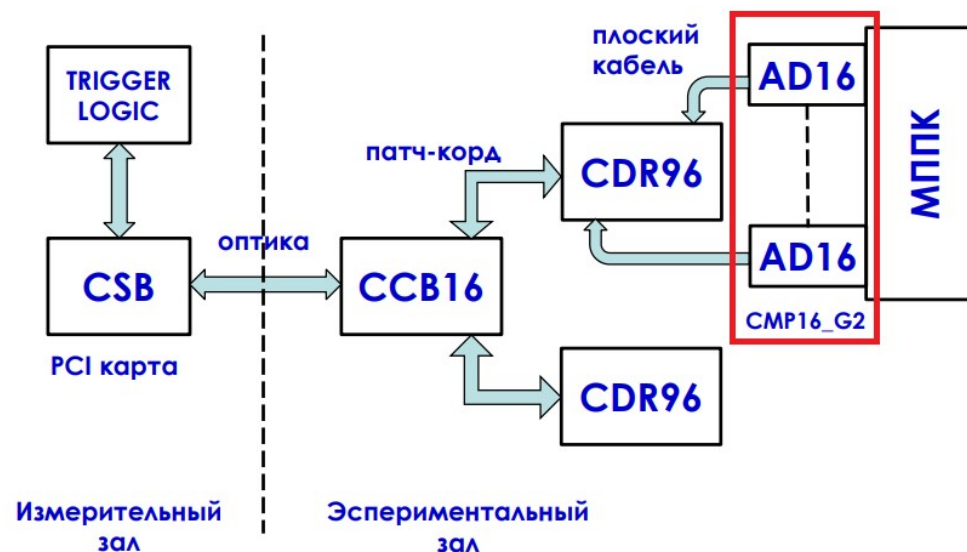 TRIGGER
LOGIC
CSB
PCI карта
оптика
CCB16
патч-корд
плоский
кабель
CDR96
CDR96
AD16
AD16
CMP16_G2
МППК
Измерительный
зал
Эспериментальный
зал